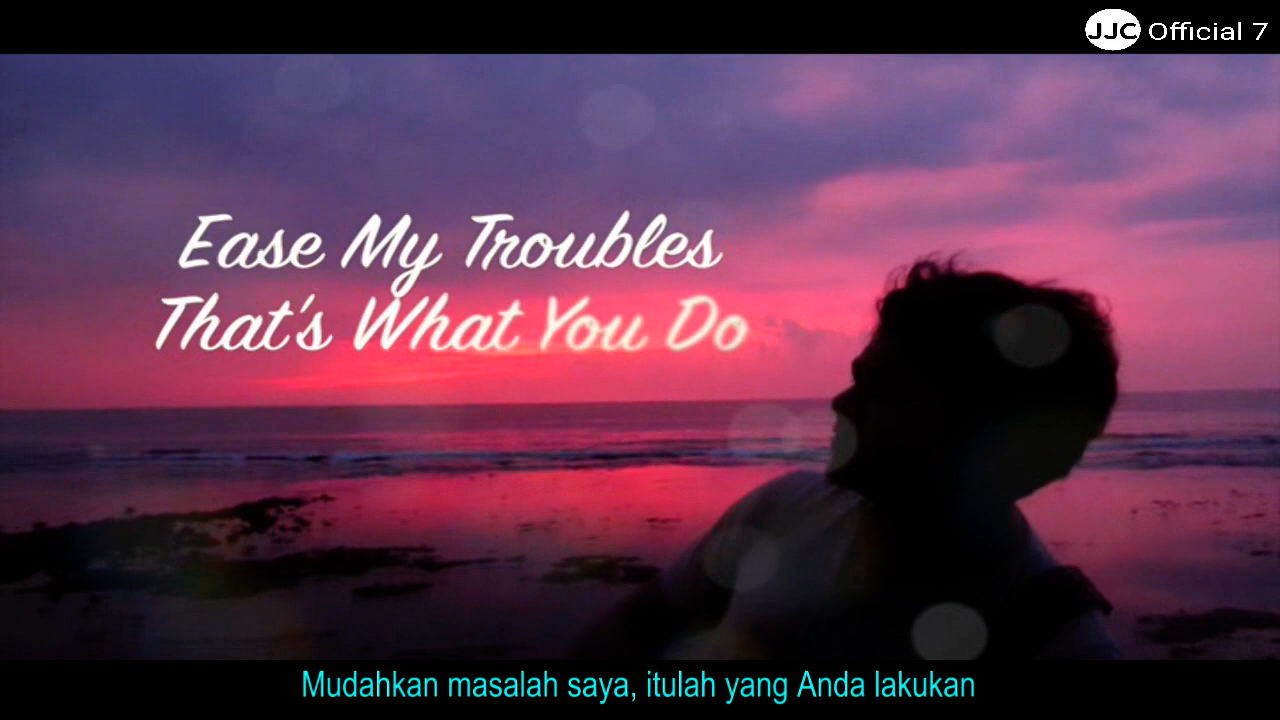 JJC Official 7
Ease My Troubles
That's What You Do
Mudahkan masalah saya, itulah yang Anda lakukan